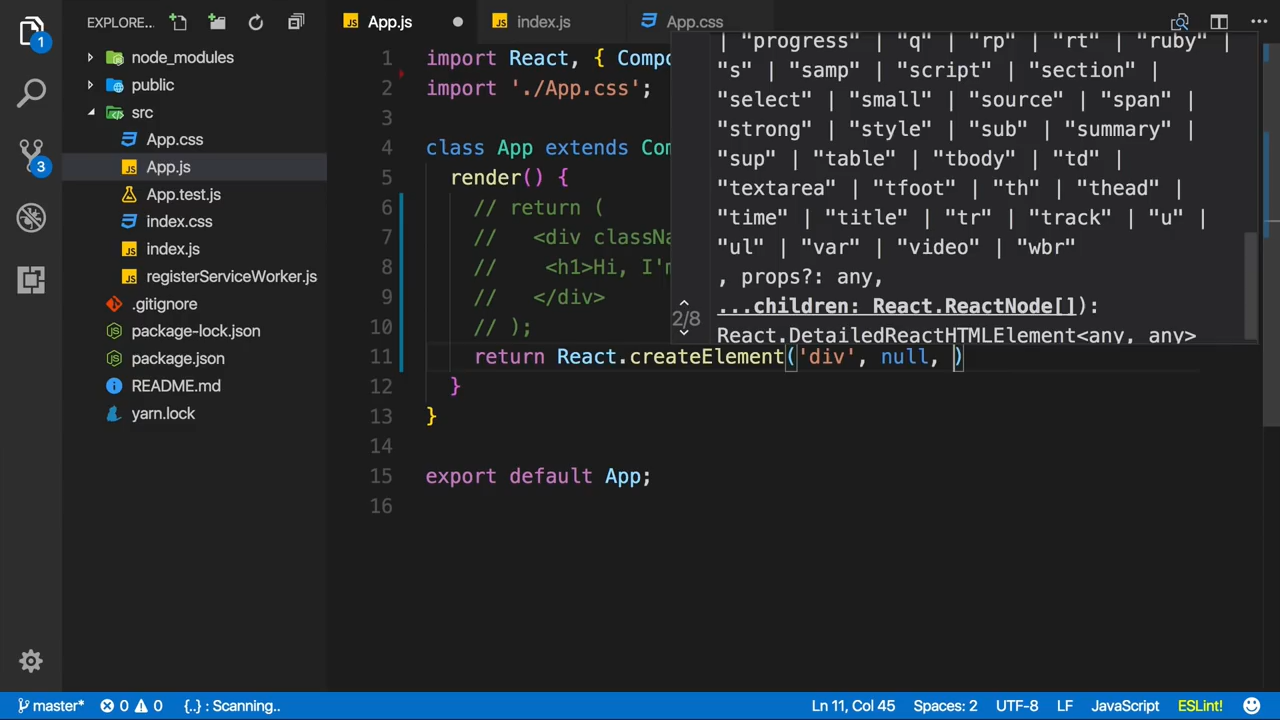 EXPLORE...
App.js
index.js
App.css
1
node_modules
public
src
App.css
App.js
App.test.js
index.css
index.js
registerServiceWorker.js
.gitignore
package-lock.json
package.json
README.md
yarn.lock
3
1 import React, { Compo
2 import './App.css';
3
4 class App extends Com
5 render() {
6 // return (
7 // <div classNa
8 // <h1>Hi, I'm
9 // </div>
10 // );
11 return React.createElement('div', null, )
12 }
13 }
14
15 export default App;
16
| "progress" | "q" | "rp" | "rt" | "ruby" |
"s" | "samp" | "script" | "section" |
"select" | "small" | "source" | "span" |
"strong" | "style" | "sub" | "summary" |
"sup" | "table" | "tbody" | "td" |
"textarea" | "tfoot" | "th" | "thead" |
"time" | "title" | "tr" | "track" | "u" |
"ul" | "var" | "video" | "wbr"
, props?: any,
...children: React.ReactNode[]):
React.DetailedReactHTMLElement<any, any>
2/8
master* 0 0 {..} : Scanning.. Ln 11, Col 45 Spaces: 2 UTF-8 LF JavaScript ESLint!